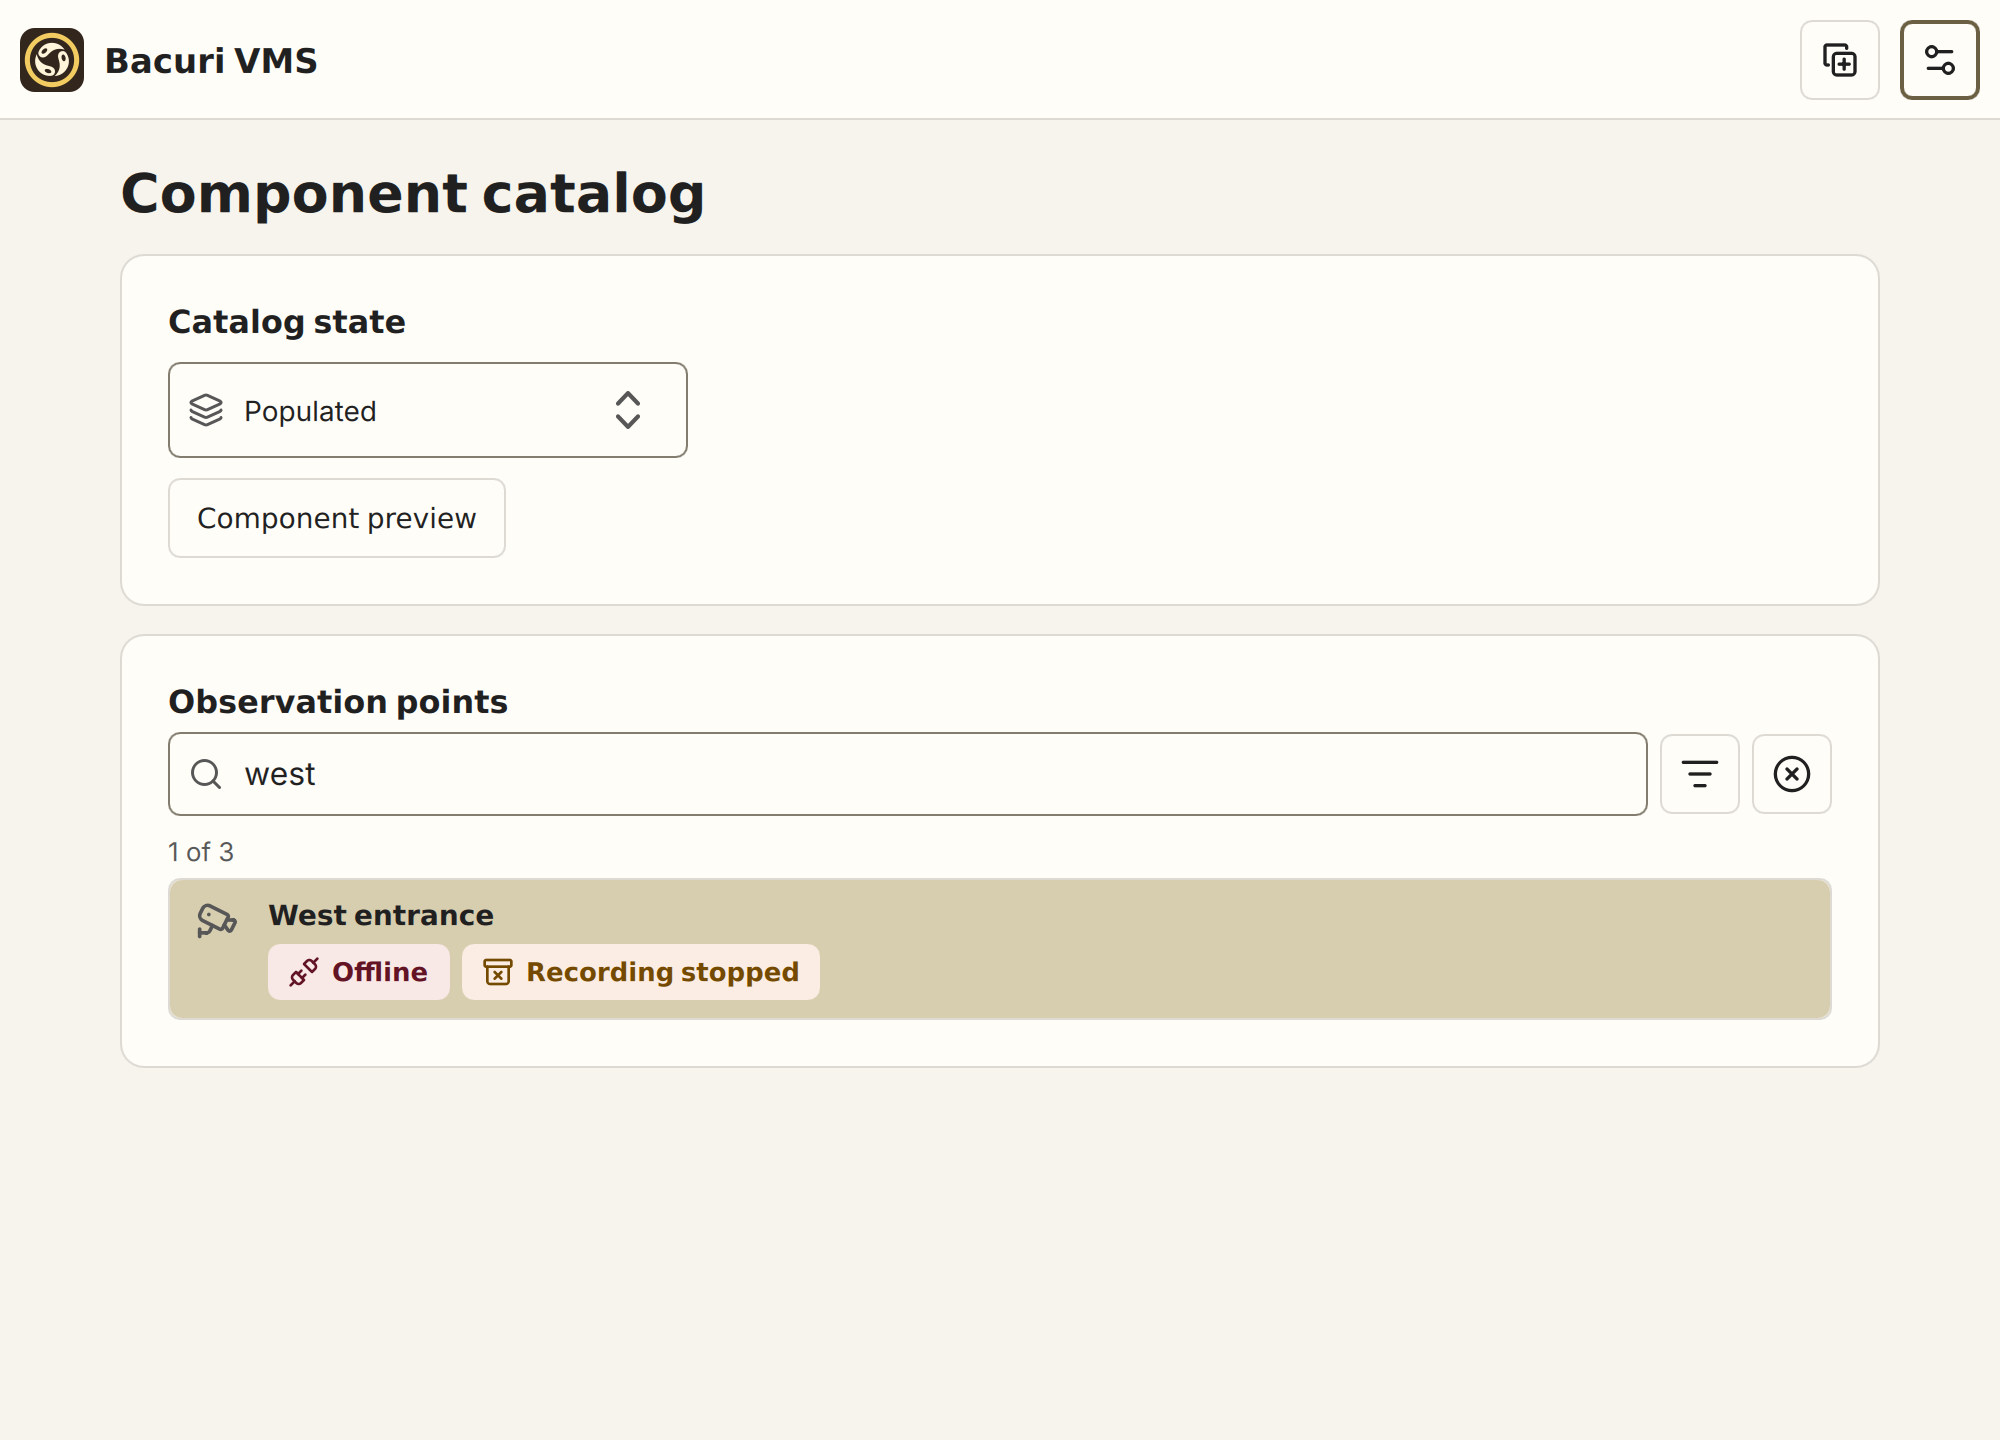 Bacuri VMS
Component catalog
Catalog state
Populated
Component preview
Observation points
west
1 of 3
West entrance
Offline
Recording stopped